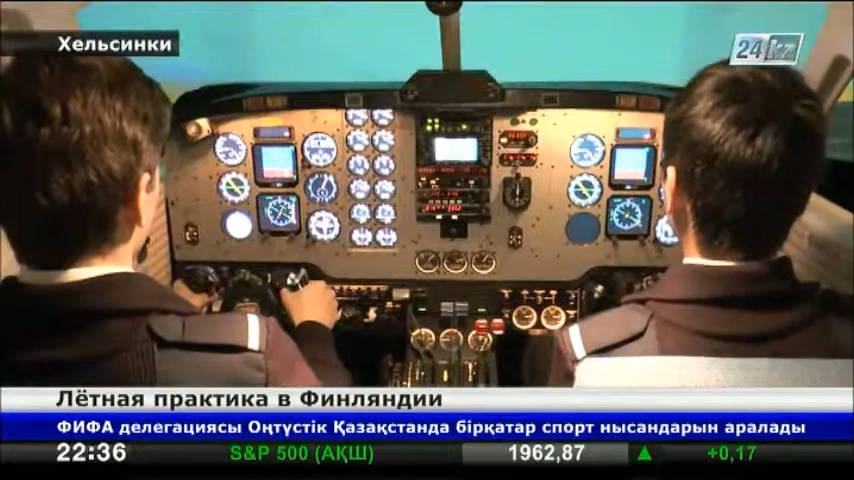 Хельсинки
24kz
Лётная практика в Финляндии
ФИФА делегациясы Оңтүстік Қазақстанда бірқатар спорт нысандарын аралады
22:36 S&P 500 (АҚШ) 1962,87 ▲ +0,17